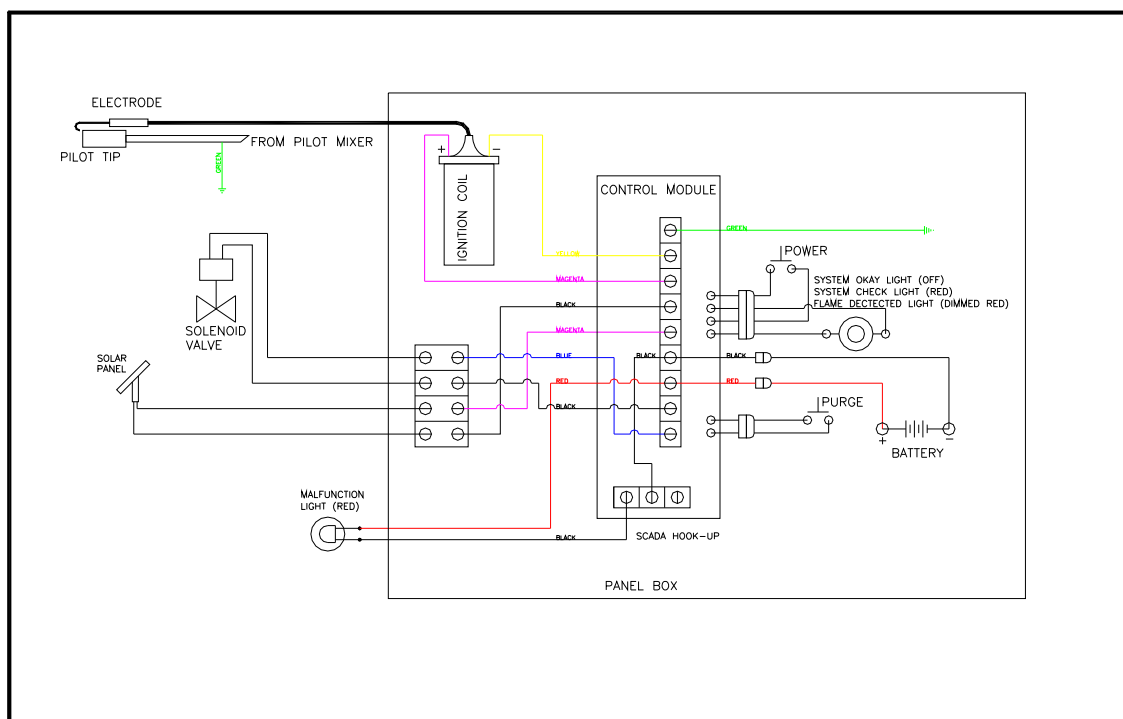 ELECTRODE
FROM PILOT MIXER
PILOT TIP
GREEN
+
−
IGNITION COIL
CONTROL MODULE
GREEN
YELLOW
MAGENTA
BLACK
MAGENTA
BLUE
BLACK
BLACK
RED
RED
BLACK
POWER
SYSTEM OKAY LIGHT (OFF)
SYSTEM CHECK LIGHT (RED)
FLAME DECTECTED LIGHT (DIMMED RED)
SOLENOID
VALVE
SOLAR
PANEL
PURGE
+
−
BATTERY
MALFUNCTION
LIGHT (RED)
BLACK
SCADA HOOK-UP
PANEL BOX